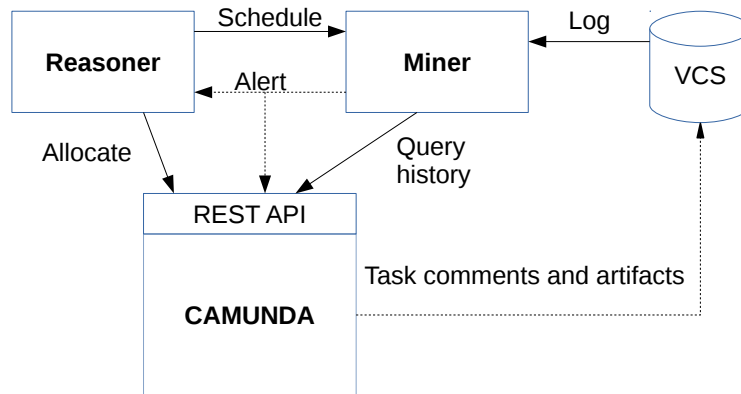 Schedule
Log
Reasoner
Miner
VCS
Alert
Allocate
Query
history
REST API
Task comments and artifacts
CAMUNDA